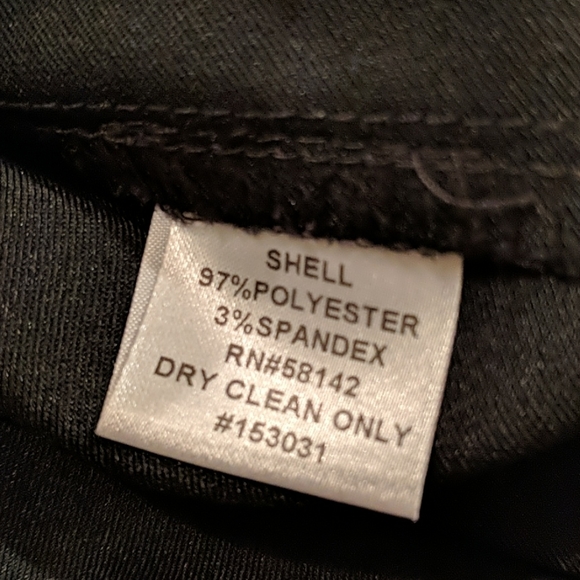 SHELL
97%POLYESTER
3%SPANDEX
RN#58142
DRY CLEAN ONLY
#153031